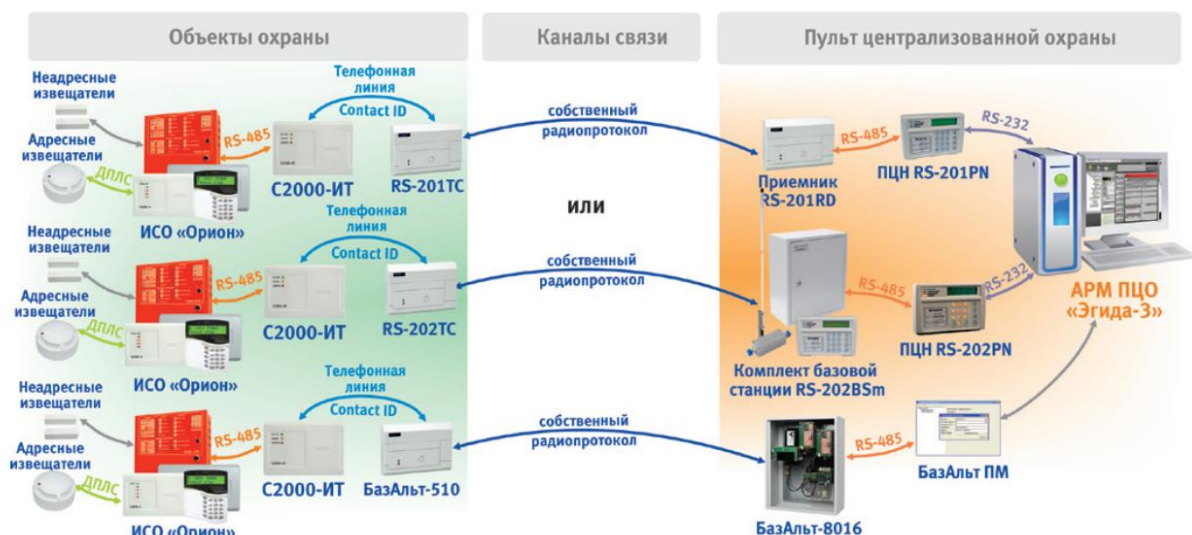 Объекты охраны
Каналы связи
Пульт централизованной охраны
Неадресные
извещатели
Адресные
извещатели
ДПЛС
ИСО «Орион»
RS-485
С2000-ИТ
Телефонная
линия
Contact ID
RS-201TC
собственный
радиопротокол
Приемник
RS-201RD
RS-485
ПЦН RS-201PN
RS-232
или
Неадресные
извещатели
Адресные
извещатели
ДПЛС
ИСО «Орион»
RS-485
С2000-ИТ
Телефонная
линия
Contact ID
RS-202TC
собственный
радиопротокол
Комплект базовой
станции RS-202BSm
RS-485
ПЦН RS-202PN
RS-232
АРМ ПЦО
«Эгида-3»
Неадресные
извещатели
Адресные
извещатели
ДПЛС
ИСО «Орион»
RS-485
С2000-ИТ
Телефонная
линия
Contact ID
БазАльт-510
собственный
радиопротокол
БазАльт-8016
RS-485
БазАльт ПМ